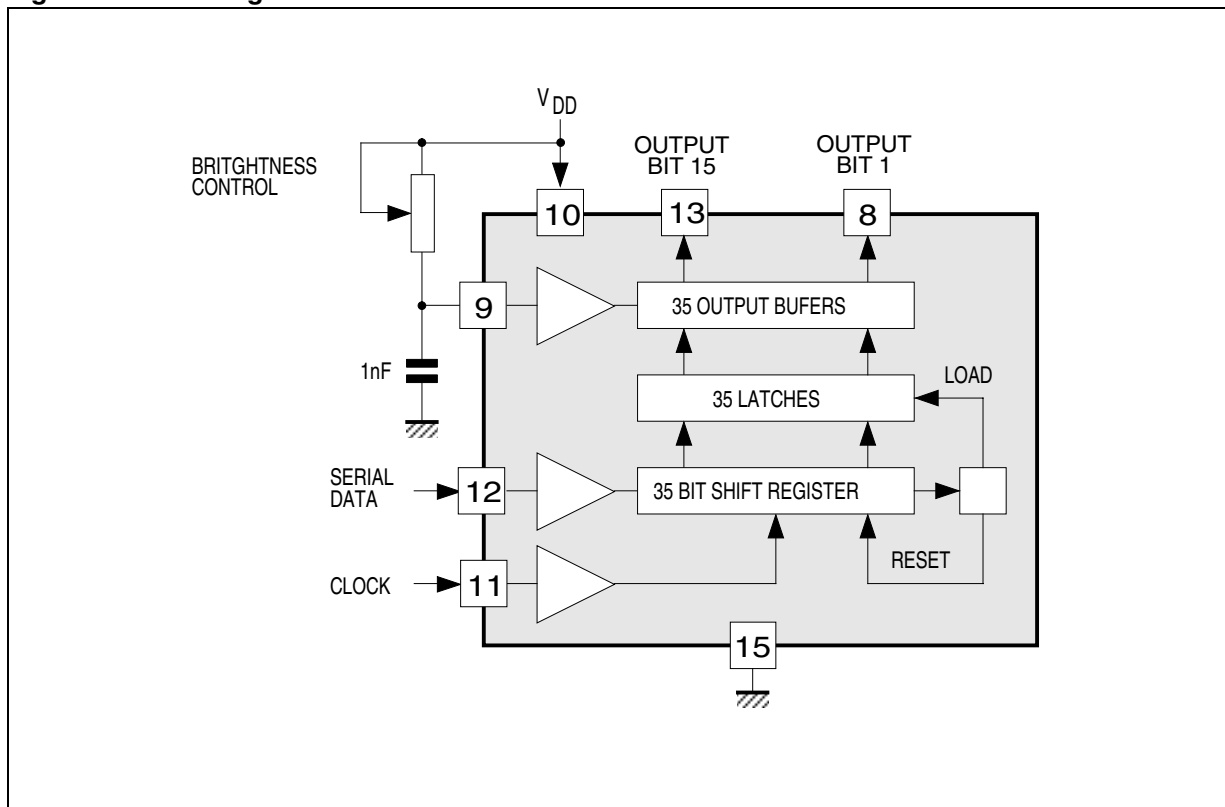 V DD
BRITGHTNESS
CONTROL
OUTPUT
BIT 15
OUTPUT
BIT 1
10
13
8
9
35 OUTPUT BUFERS
1nF
35 LATCHES
LOAD
SERIAL
DATA
12
35 BIT SHIFT REGISTER
CLOCK
11
RESET
15